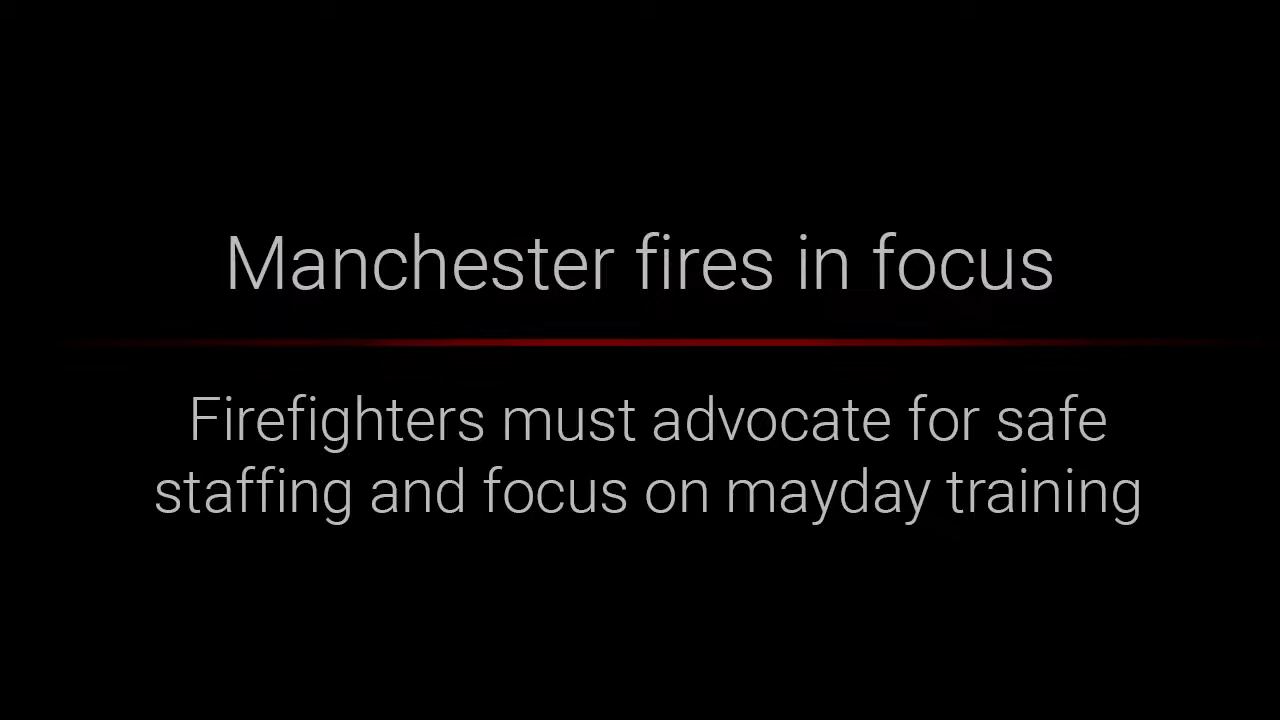 Manchester fires in focus
Firefighters must advocate for safe
staffing and focus on mayday training